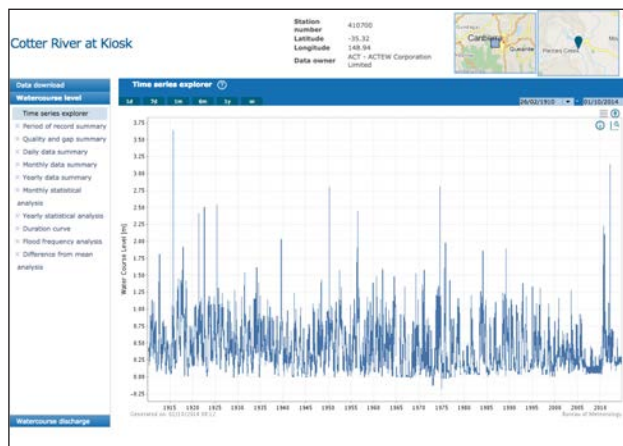 Cotter River at Kiosk
Station number 410700
Latitude -35.32
Longitude 148.94
Data owner ACT - ACTEW Corporation Limited
Canberra
Data download
Watercourse level
Time series explorer
Period of record summary
Quality and gap summary
Daily data summary
Monthly data summary
Yearly data summary
Monthly statistical
analysis
Yearly statistical analysis
Duration curve
Flood frequency analysis
Difference from mean
analysis
Watercourse discharge
Time series explorer
1d 7d 1m 6m 1y
01/10/2014
Water Course Level [m]
3.75
3.50
3.25
3.00
2.75
2.50
2.25
2.00
1.75
1.50
1.25
1.00
0.75
0.50
0.25
0.00
-0.25
1915 1920 1925 1930 1935 1940 1945 1950 1955 1960 1965 1970 1975 1980 1985 1990 1995 2000 2005 2010
Bureau of Meteorology